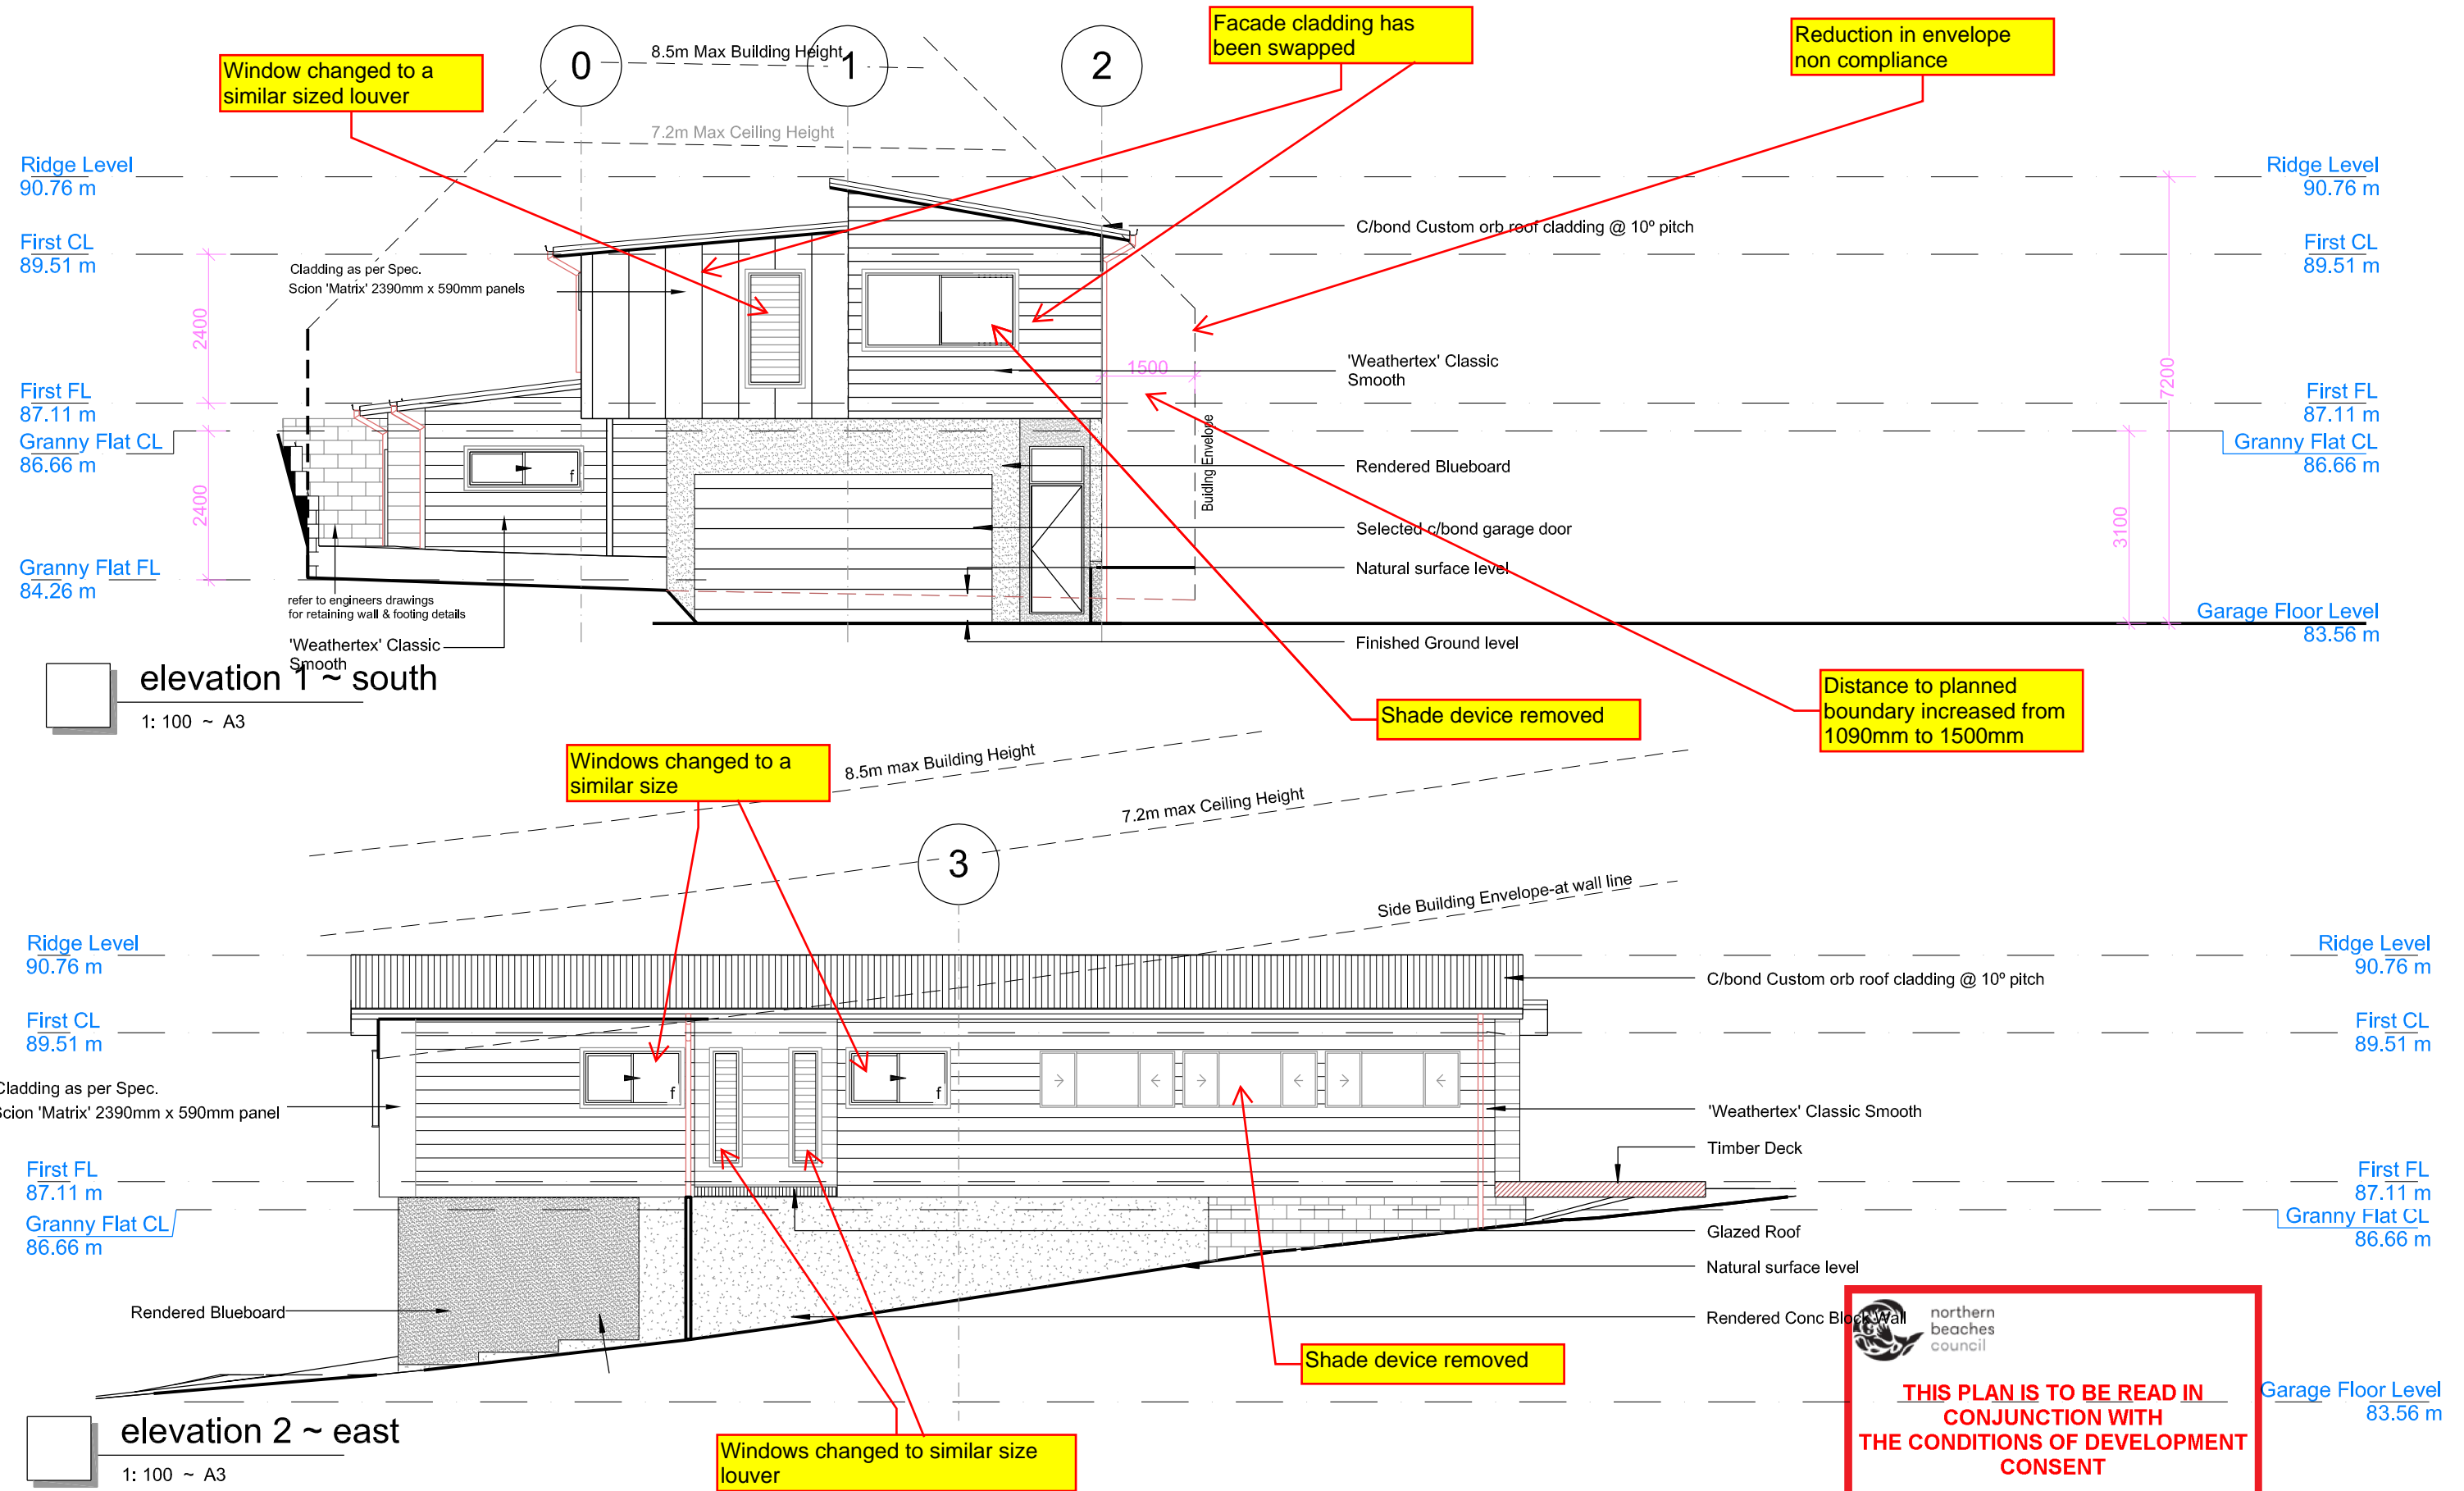 Facade cladding has
been swapped
Reduction in envelope
non compliance
Window changed to a
similar sized louver
0
8.5m Max Building Height
1
2
7.2m Max Ceiling Height
Ridge Level
90.76 m
Ridge Level
90.76 m
C/bond Custom orb roof cladding @ 10º pitch
First CL
89.51 m
First CL
89.51 m
Cladding as per Spec.
Scion 'Matrix' 2390mm x 590mm panels
2400
'Weathertex' Classic
Smooth
1500
7200
First FL
87.11 m
First FL
87.11 m
Granny Flat CL
86.66 m
Granny Flat CL
86.66 m
Buidling Envelope
Rendered Blueboard
f
2400
3100
Selected c/bond garage door
Natural surface level
Granny Flat FL
84.26 m
refer to engineers drawings
for retaining wall & footing details
Garage Floor Level
83.56 m
'Weathertex' Classic
Smooth
Finished Ground level
elevation 1 ~ south
1: 100 ~ A3
Shade device removed
Distance to planned
boundary increased from
1090mm to 1500mm
Windows changed to a
similar size
8.5m max Building Height
7.2m max Ceiling Height
3
Side Building Envelope-at wall line
Ridge Level
90.76 m
Ridge Level
90.76 m
C/bond Custom orb roof cladding @ 10º pitch
First CL
89.51 m
First CL
89.51 m
f
f
Cladding as per Spec.
Scion 'Matrix' 2390mm x 590mm panel
'Weathertex' Classic Smooth
Timber Deck
First FL
87.11 m
First FL
87.11 m
Granny Flat CL
86.66 m
Granny Flat CL
86.66 m
Glazed Roof
Natural surface level
Rendered Blueboard
Rendered Conc Block Wall
northern
beaches
council
Shade device removed
THIS PLAN IS TO BE READ IN
CONJUNCTION WITH
THE CONDITIONS OF DEVELOPMENT
CONSENT
Garage Floor Level
83.56 m
elevation 2 ~ east
1: 100 ~ A3
Windows changed to similar size
louver